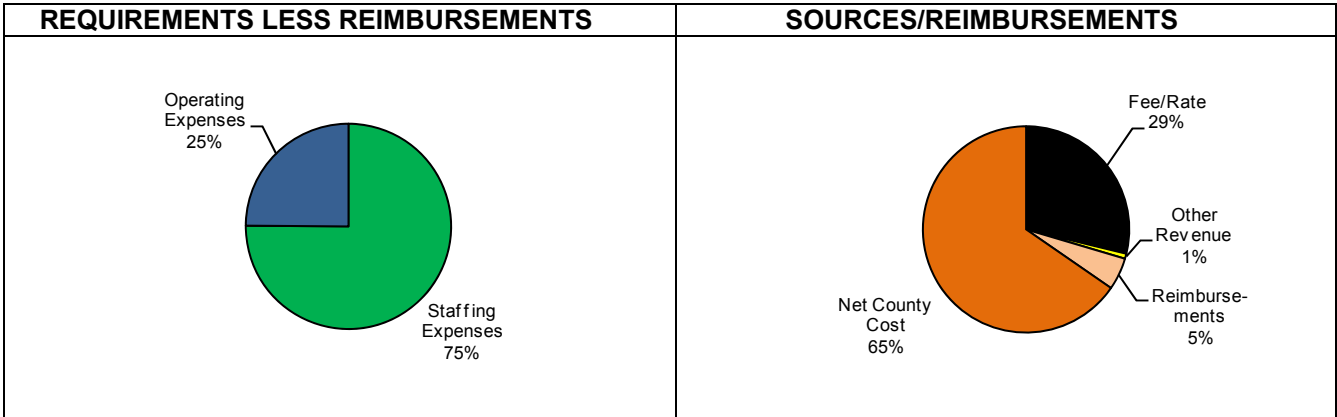 REQUIREMENTS LESS REIMBURSEMENTS
Operating
Expenses
25%
Staffing
Expenses
75%
SOURCES/REIMBURSEMENTS
Fee/Rate
29%
Other
Revenue
1%
Reimburse-
ments
5%
Net County
Cost
65%